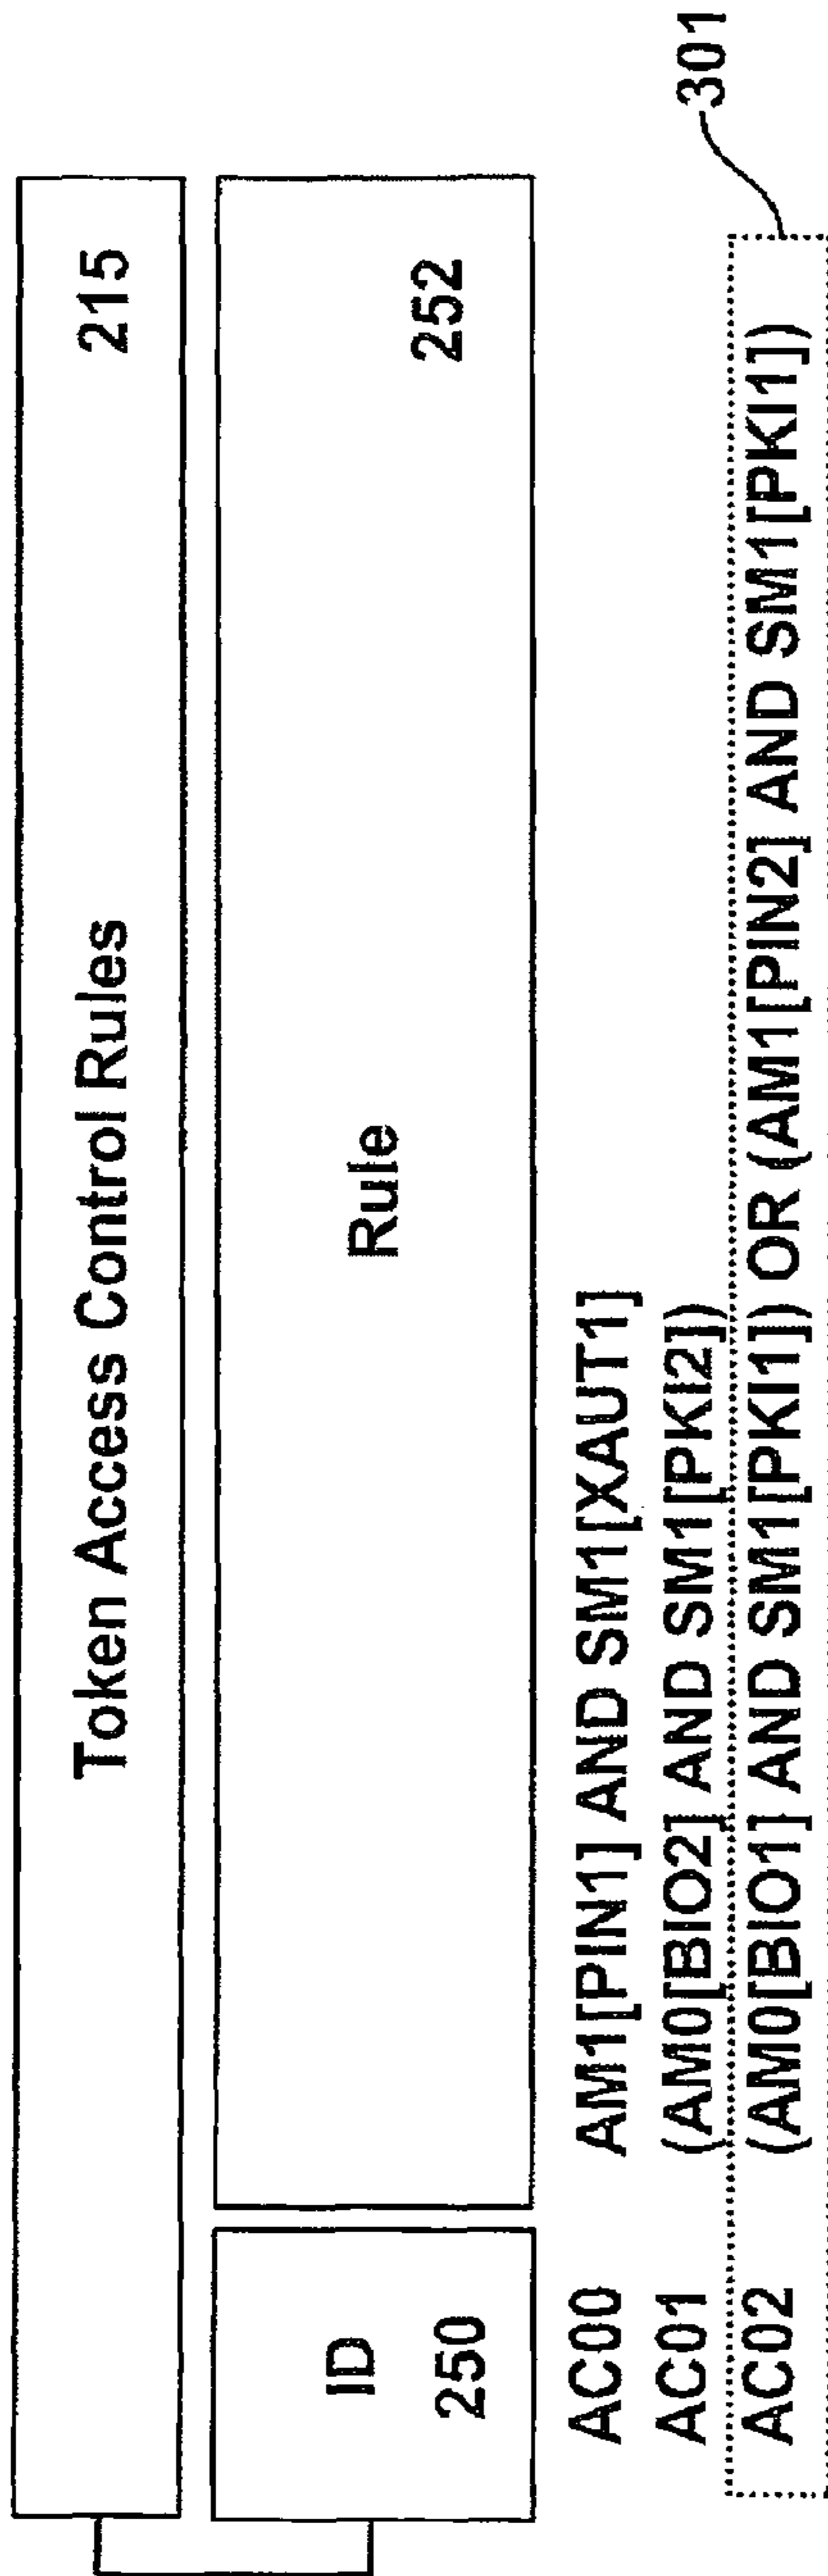 Token Access Control Rules 215
ID 250 Rule 252
AC00 AM1[PIN1] AND SM1[XAUT1]
AC01 (AM0[BIO2] AND SM1[PKI2])
AC02 (AM0[BIO1] AND SM1[PKI1]) OR (AM1[PIN2] AND SM1[PKI1])
301